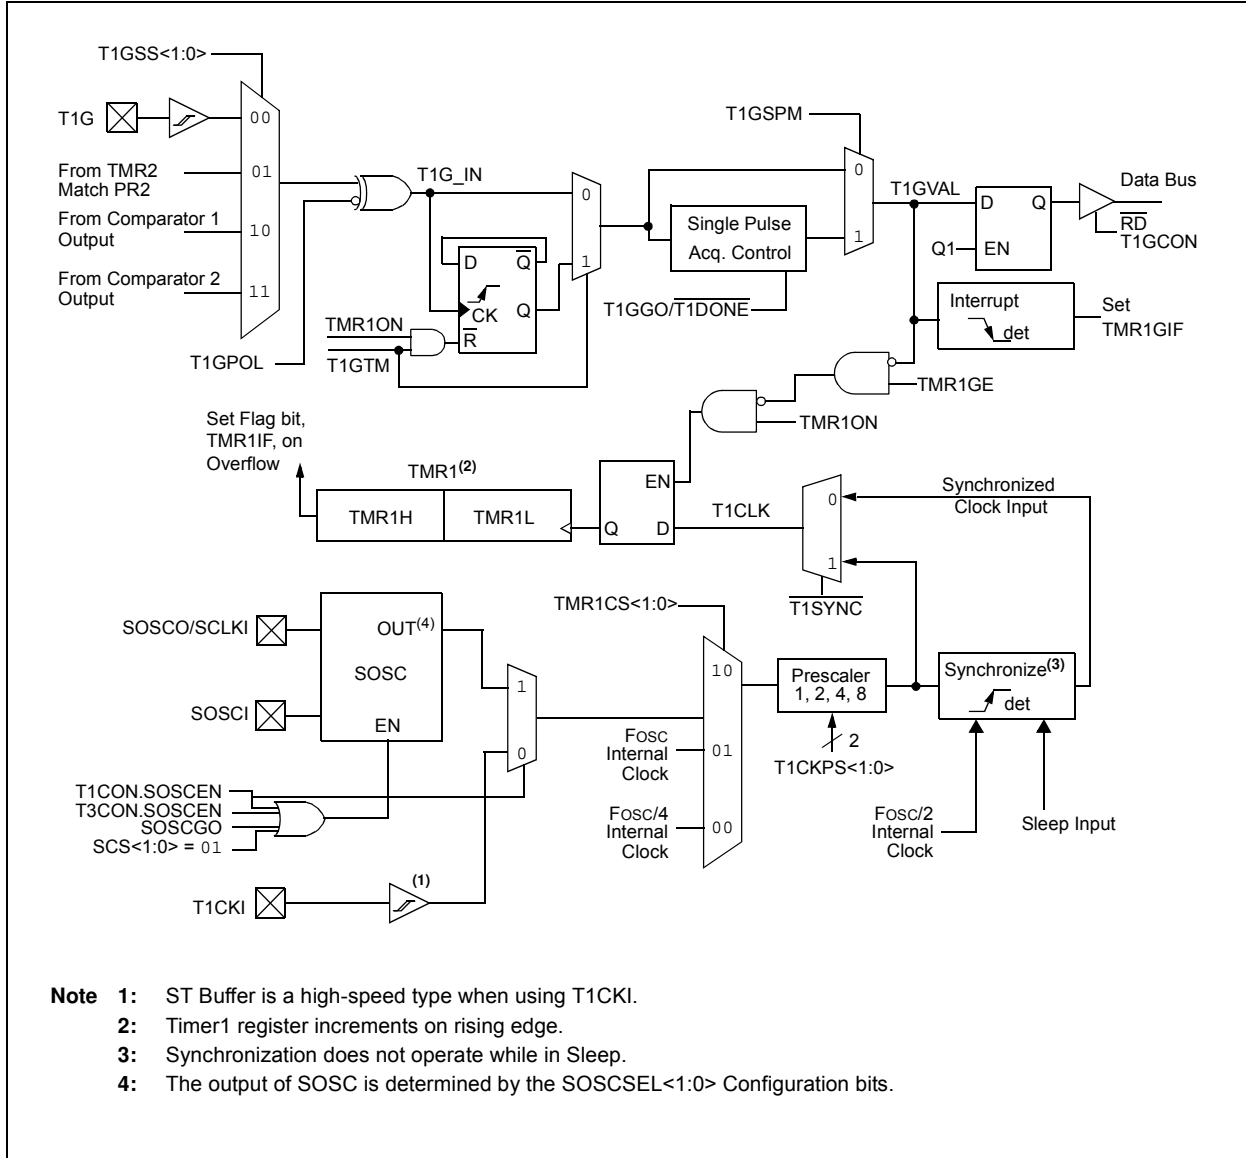 T1GSS<1:0>
T1G
00
From TMR2
Match PR2
01
From Comparator 1
Output
10
From Comparator 2
Output
11
T1GPOL
T1G_IN
D
Q
CK
Q
R
TMR1ON
T1GTM
0
1
T1GSPM
Single Pulse
Acq. Control
T1GGO/T1DONE
0
1
T1GVAL
D
Q
Q1
EN
Data Bus
RD
T1GCON
Interrupt
det
Set
TMR1GIF
TMR1GE
TMR1ON
Set Flag bit,
TMR1IF, on
Overflow
TMR1(2)
TMR1H
TMR1L
EN
Q
D
T1CLK
0
1
T1SYNC
Synchronized
Clock Input
SOSCO/SCLKI
OUT(4)
SOSC
SOSCI
EN
1
0
T1CON.SOSCEN
T3CON.SOSCEN
SOSCGO
SCS<1:0> = 01
T1CKI
(1)
TMR1CS<1:0>
10
FOSC
Internal
Clock
01
FOSC/4
Internal
Clock
00
Prescaler
1, 2, 4, 8
2
T1CKPS<1:0>
Synchronize(3)
det
FOSC/2
Internal
Clock
Sleep Input
Note 1: ST Buffer is a high-speed type when using T1CKI.
2: Timer1 register increments on rising edge.
3: Synchronization does not operate while in Sleep.
4: The output of SOSC is determined by the SOSCSEL<1:0> Configuration bits.